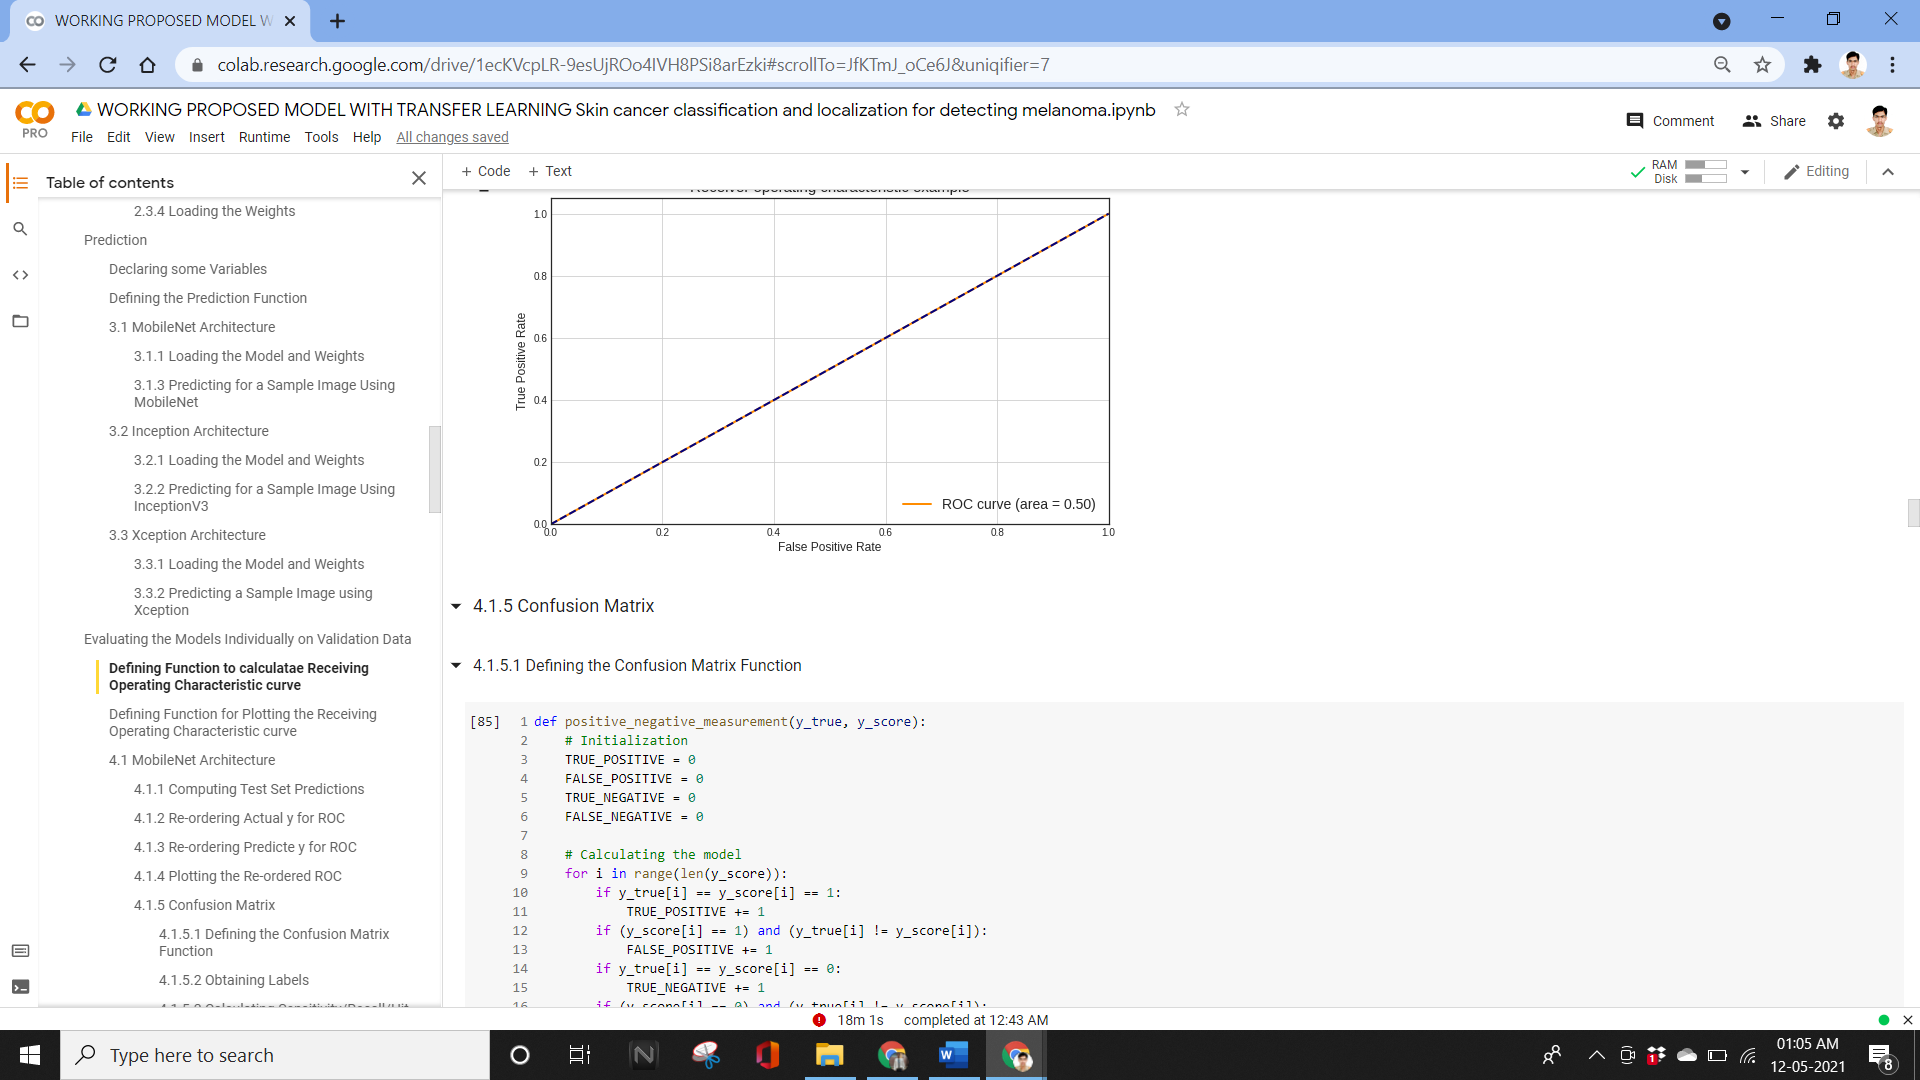 WORKING PROPOSED MODEL W
colab.research.google.com/drive/1ecKVcpLR-9esUjROo4IVH8PSi8arEzki#scrollTo=JfKTmJ_oCe6J&uniqifier=7
PRO
WORKING PROPOSED MODEL WITH TRANSFER LEARNING Skin cancer classification and localization for detecting melanoma.ipynb
File Edit View Insert Runtime Tools Help All changes saved
Comment Share
Table of contents
+ Code + Text
RAM
Disk
Editing
2.3.4 Loading the Weights
Prediction
Declaring some Variables
Defining the Prediction Function
3.1 MobileNet Architecture
3.1.1 Loading the Model and Weights
3.1.3 Predicting for a Sample Image Using
MobileNet
3.2 Inception Architecture
3.2.1 Loading the Model and Weights
3.2.2 Predicting for a Sample Image Using
InceptionV3
3.3 Xception Architecture
3.3.1 Loading the Model and Weights
3.3.2 Predicting a Sample Image using
Xception
Evaluating the Models Individually on Validation Data
Defining Function to calculatae Receiving
Operating Characteristic curve
Defining Function for Plotting the Receiving
Operating Characteristic curve
4.1 MobileNet Architecture
4.1.1 Computing Test Set Predictions
4.1.2 Re-ordering Actual y for ROC
4.1.3 Re-ordering Predicte y for ROC
4.1.4 Plotting the Re-ordered ROC
4.1.5 Confusion Matrix
4.1.5.1 Defining the Confusion Matrix
Function
4.1.5.2 Obtaining Labels
Receiver operating characteristic example
1.0
0.8
0.6
0.4
0.2
0.0
True Positive Rate
ROC curve (area = 0.50)
0.0 0.2 0.4 0.6 0.8 1.0
False Positive Rate
4.1.5 Confusion Matrix
4.1.5.1 Defining the Confusion Matrix Function
[85] 1 def positive_negative_measurement(y_true, y_score):
2 # Initialization
3 TRUE_POSITIVE = 0
4 FALSE_POSITIVE = 0
5 TRUE_NEGATIVE = 0
6 FALSE_NEGATIVE = 0
7
8 # Calculating the model
9 for i in range(len(y_score)):
10 if y_true[i] == y_score[i] == 1:
11 TRUE_POSITIVE += 1
12 if (y_score[i] == 1) and (y_true[i] != y_score[i]):
13 FALSE_POSITIVE += 1
14 if y_true[i] == y_score[i] == 0:
15 TRUE_NEGATIVE += 1
16 if (y_score[i] == 0) and (y_true[i] != y_score[i]):
18m 1s completed at 12:43 AM
Type here to search
01:05 AM
12-05-2021
8